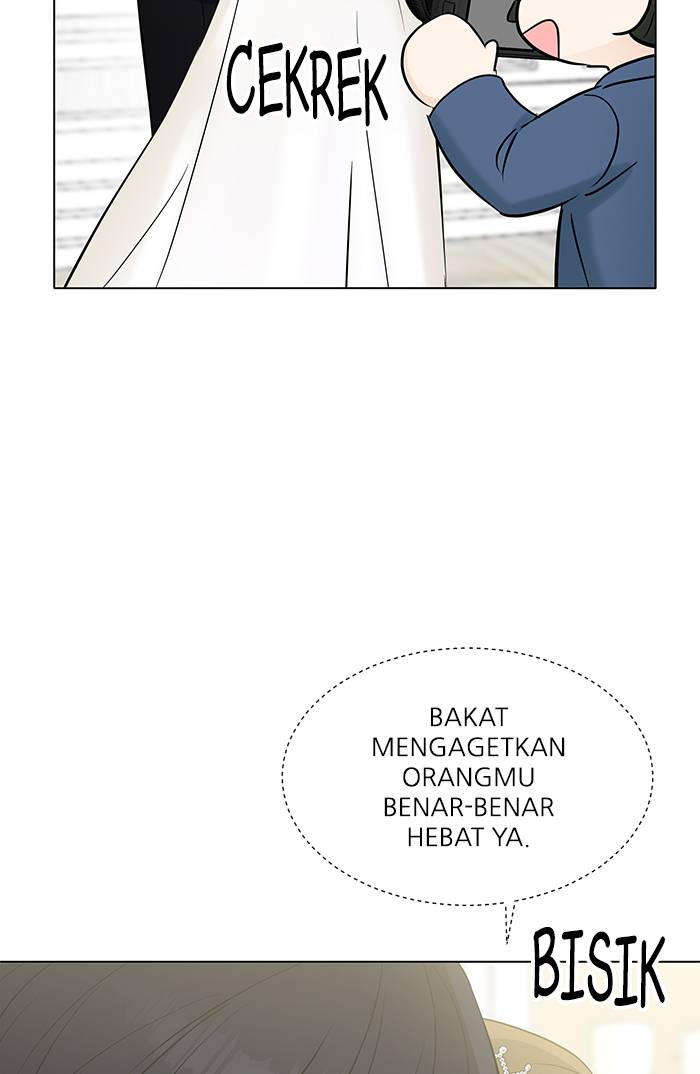 CEKREK
BAKAT
MENGAGETKAN
ORANGMU
BENAR-BENAR
HEBAT YA.
BISIK